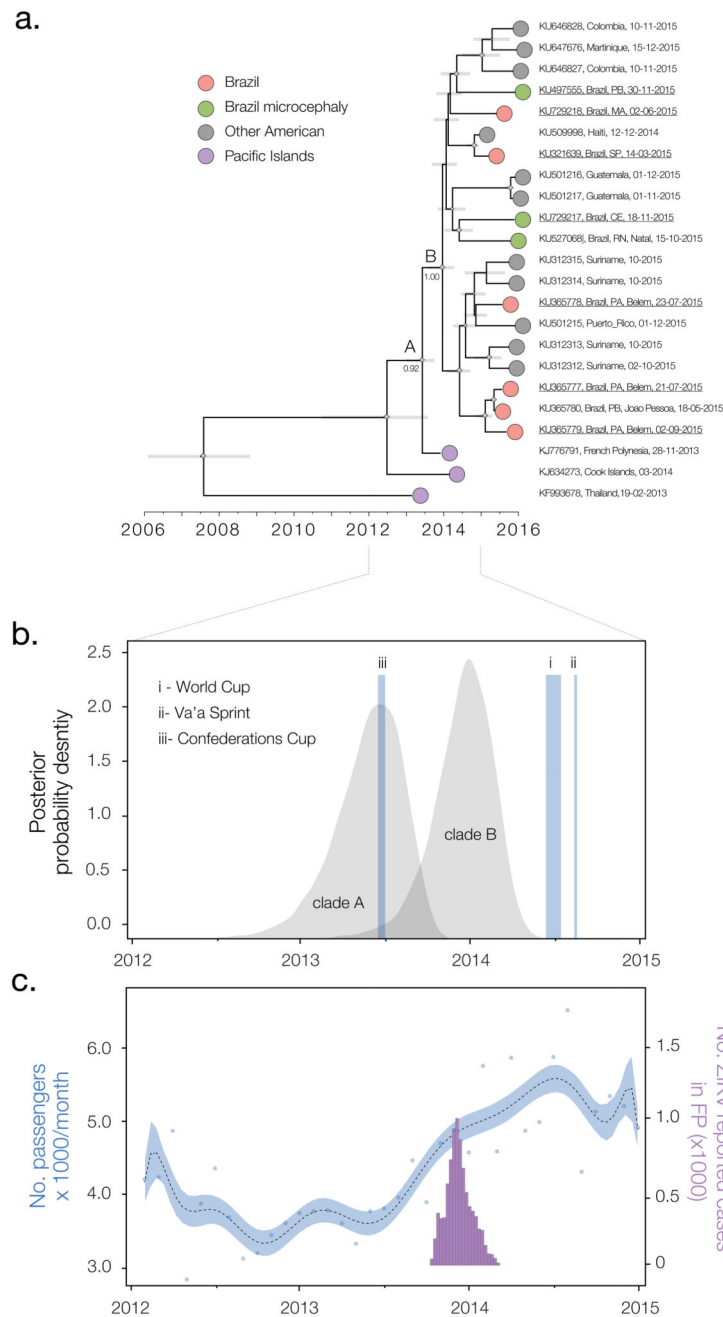 a.
Brazil
Brazil microcephaly
Other American
Pacific Islands
KU646828, Colombia, 10-11-2015
KU647676, Martinique, 15-12-2015
KU646827, Colombia, 10-11-2015
KU497555, Brazil, PB, 30-11-2015
KU729218, Brazil, MA, 02-06-2015
KU509998, Haiti, 12-12-2014
KU321639, Brazil, SP, 14-03-2015
KU501216, Guatemala, 01-12-2015
KU501217, Guatemala, 01-11-2015
KU729217, Brazil, CE, 18-11-2015
KU527068|, Brazil, RN, Natal, 15-10-2015
KU312315, Suriname, 10-2015
KU312314, Suriname, 10-2015
KU365778, Brazil, PA, Belem, 23-07-2015
KU501215, Puerto_Rico, 01-12-2015
KU312313, Suriname, 10-2015
KU312312, Suriname, 02-10-2015
KU365777, Brazil, PA, Belem, 21-07-2015
KU365780, Brazil, PB, Joao Pessoa, 18-05-2015
KU365779, Brazil, PA, Belem, 02-09-2015
KJ776791, French Polynesia, 28-11-2013
KJ634273, Cook Islands, 03-2014
KF993678, Thailand,19-02-2013
B
1.00
A
0.92
2006 2008 2010 2012 2014 2015 2016
b.
Posterior
probability desntiy
2.5
2.0
1.5
1.0
0.5
0.0
i - World Cup
ii- Va'a Sprint
iii- Confederations Cup
iii
i
ii
clade A
clade B
2012 2013 2014 2015
c.
No. passengers
x 1000/month
6.0
5.0
4.0
3.0
1.5
1.0
0.5
0
No. ZIKV reported cases
in FP (x1000)
2012 2013 2014 2015